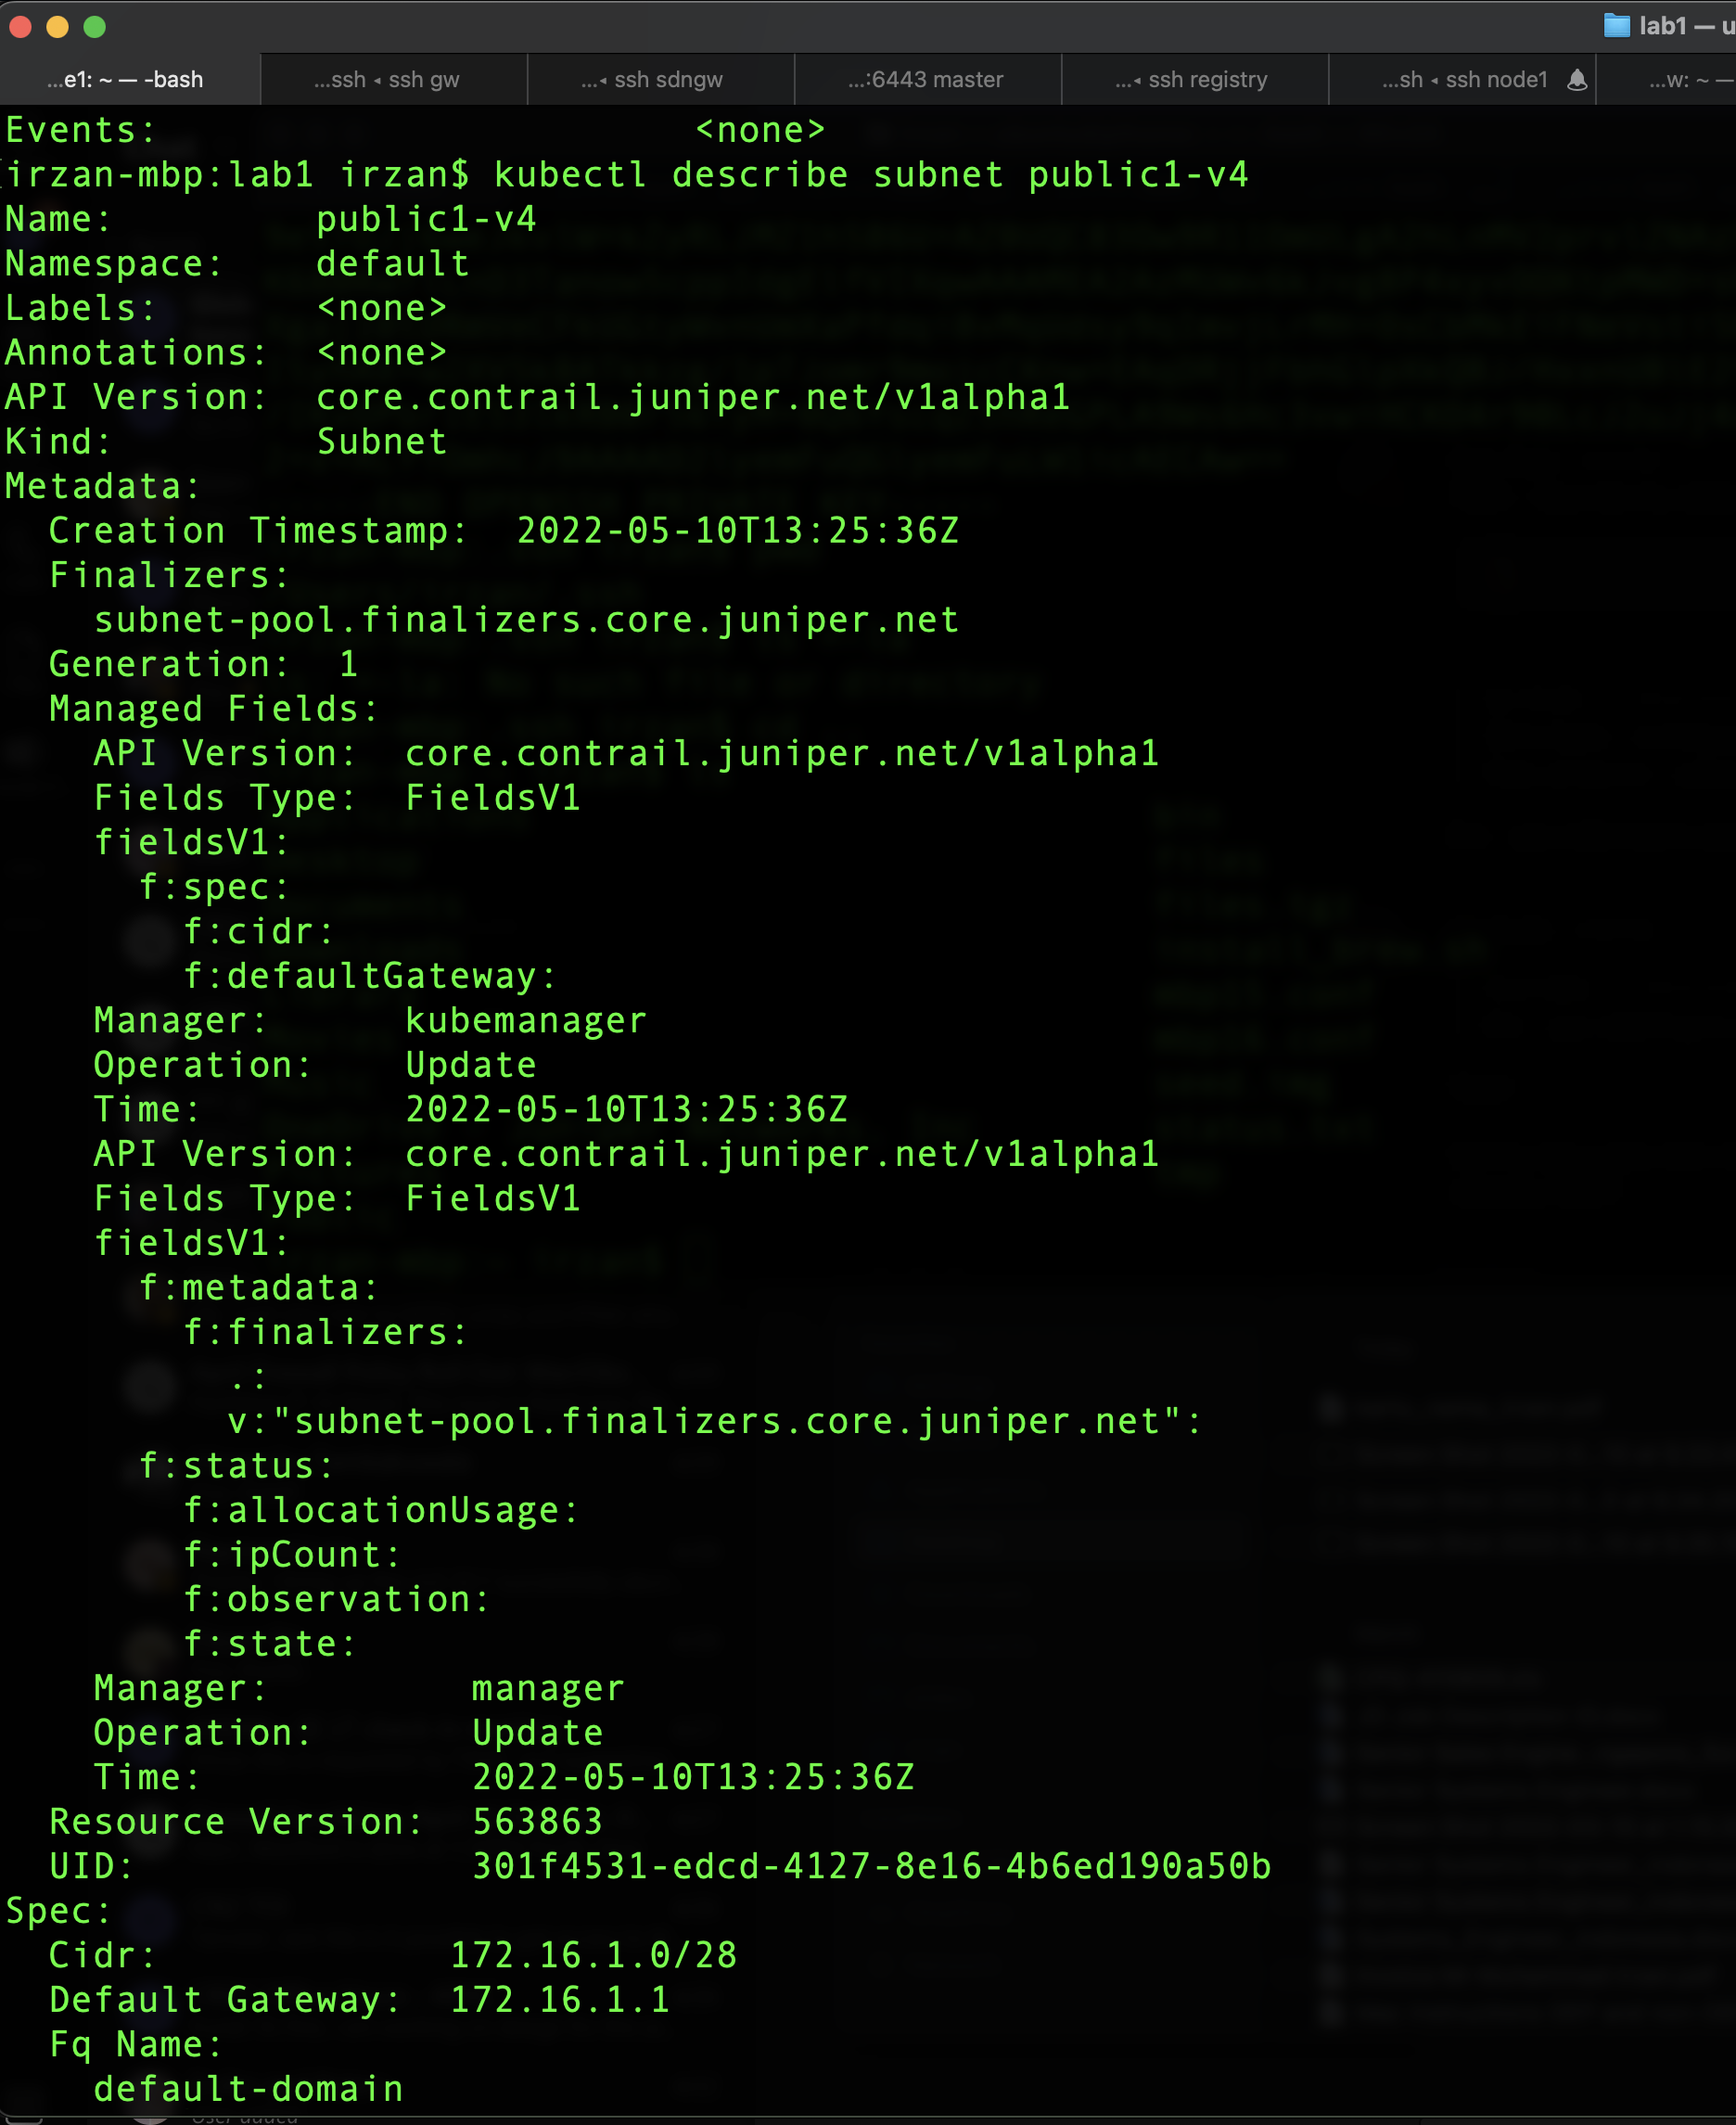 lab1 — u
...e1: ~ — -bash
...ssh ◂ ssh gw
...◂ ssh sdngw
...:6443 master
...◂ ssh registry
...sh ◂ ssh node1
...w: ~ —
Events:                         <none>
irzan-mbp:lab1 irzan$ kubectl describe subnet public1-v4
Name:         public1-v4
Namespace:    default
Labels:       <none>
Annotations:  <none>
API Version:  core.contrail.juniper.net/v1alpha1
Kind:         Subnet
Metadata:
  Creation Timestamp:  2022-05-10T13:25:36Z
  Finalizers:
    subnet-pool.finalizers.core.juniper.net
  Generation:  1
  Managed Fields:
    API Version:  core.contrail.juniper.net/v1alpha1
    Fields Type:  FieldsV1
    fieldsV1:
      f:spec:
        f:cidr:
        f:defaultGateway:
    Manager:      kubemanager
    Operation:    Update
    Time:         2022-05-10T13:25:36Z
    API Version:  core.contrail.juniper.net/v1alpha1
    Fields Type:  FieldsV1
    fieldsV1:
      f:metadata:
        f:finalizers:
          .:
          v:"subnet-pool.finalizers.core.juniper.net":
      f:status:
        f:allocationUsage:
        f:ipCount:
        f:observation:
        f:state:
    Manager:         manager
    Operation:       Update
    Time:            2022-05-10T13:25:36Z
  Resource Version:  563863
  UID:               301f4531-edcd-4127-8e16-4b6ed190a50b
Spec:
  Cidr:             172.16.1.0/28
  Default Gateway:  172.16.1.1
  Fq Name:
    default-domain